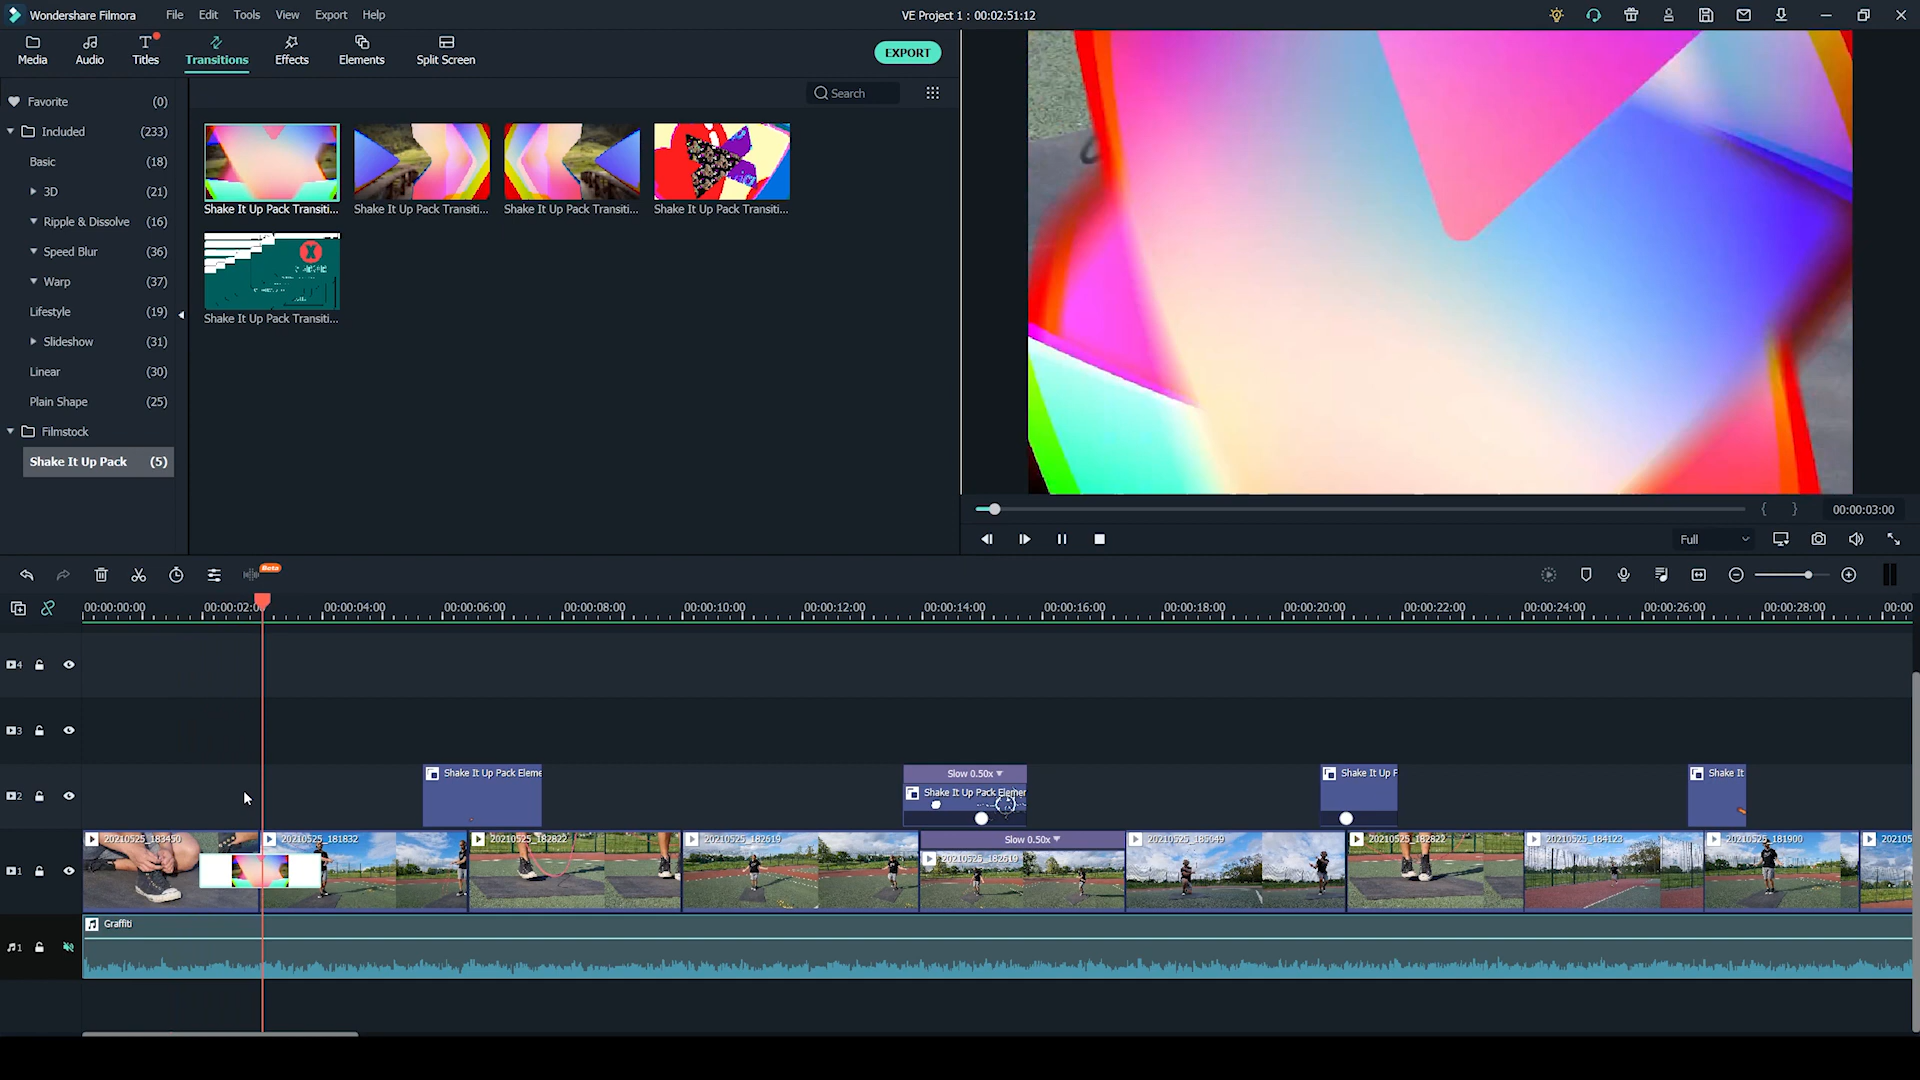 Wondershare Filmora File Edit Tools View Export Help VE Project 1 : 00:02:51:12
Media Audio Titles Transitions Effects Elements Split Screen EXPORT
Favorite (0) Search
Included (233)
Basic (18)
3D (21)
Ripple & Dissolve (16)
Speed Blur (36)
Warp (37)
Lifestyle (19)
Slideshow (31)
Linear (30)
Plain Shape (25)
Filmstock
Shake It Up Pack (5)
Shake It Up Pack Transiti... Shake It Up Pack Transiti... Shake It Up Pack Transiti... Shake It Up Pack Transiti...
Shake It Up Pack Transiti...
{ } 00:00:03:00
Full
Beta
00:00:00:00 00:00:02:0 00:00:04:00 00:00:06:00 00:00:08:00 00:00:10:00 00:00:12:00 00:00:14:00 00:00:16:00 00:00:18:00 00:00:20:00 00:00:22:00 00:00:24:00 00:00:26:00 00:00:28:00 00:00
4
3
2 Shake It Up Pack Eleme Slow 0.50x Shake It Up Pack Elemen Shake It Up P Shake It
1 20210525_183450 20210525_181832 20210525_182822 20210525_182619 Slow 0.50x 20210525_182619 20210525_185049 20210525_182822 20210525_184123 20210525_181900 202105
1 Graffiti